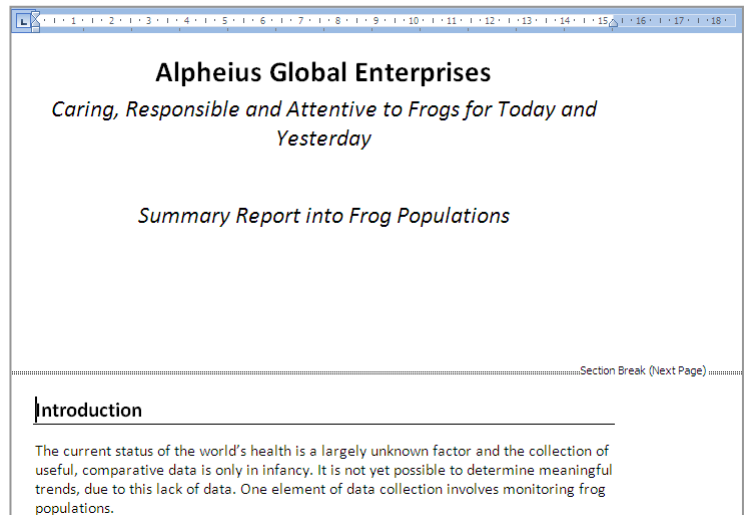 L 1 2 3 4 5 6 7 8 9 10 11 12 13 14 15 16 17 18
Alpheius Global Enterprises
Caring, Responsible and Attentive to Frogs for Today and
Yesterday
Summary Report into Frog Populations
Section Break (Next Page)
Introduction
The current status of the world’s health is a largely unknown factor and the collection of
useful, comparative data is only in infancy. It is not yet possible to determine meaningful
trends, due to this lack of data. One element of data collection involves monitoring frog
populations.